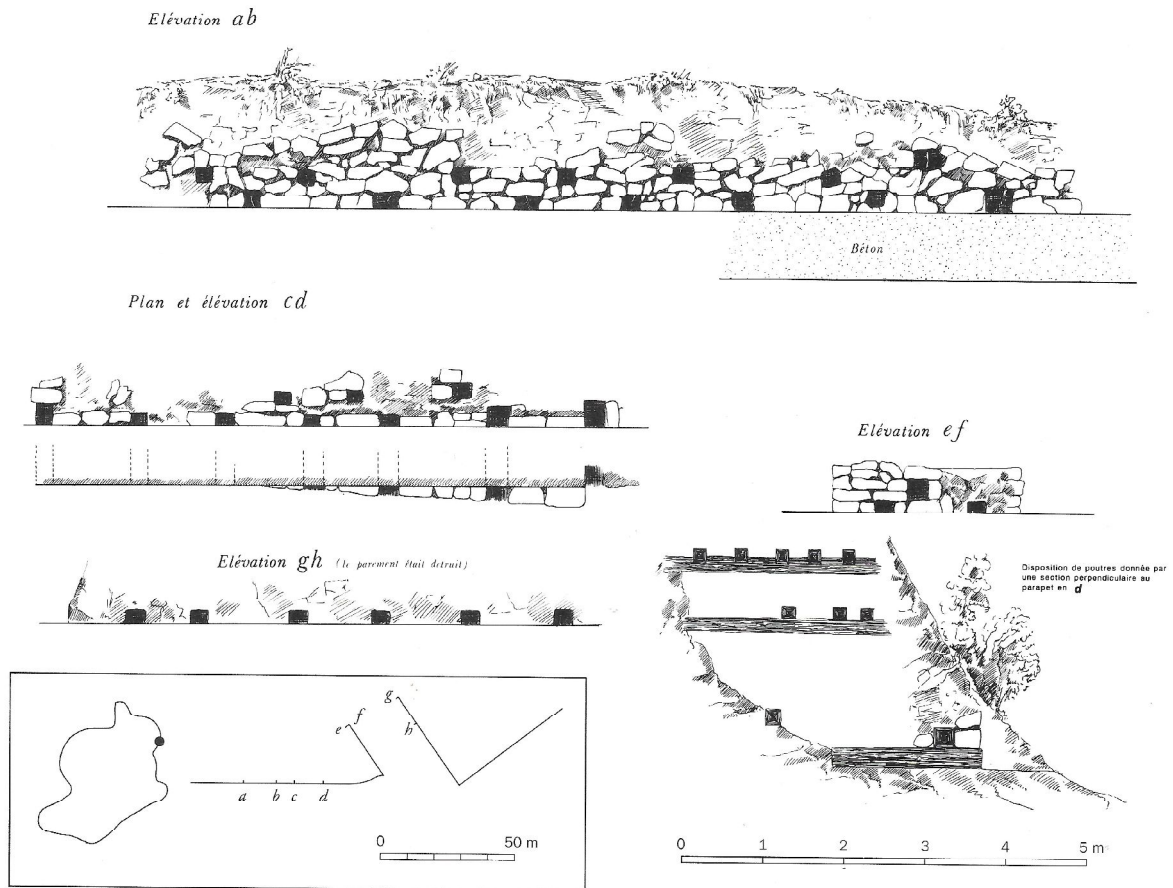 Elévation ab
Béton
Plan et élévation cd
Elévation ef
Elévation gh (le parement était detruit)
Disposition de poutres donnée par
une section perpendiculaire au
parapet en d
g
f
e
h
a b c d
0 50 m
0 1 2 3 4 5 m